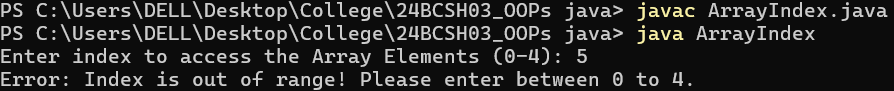 PS C:\Users\DELL\Desktop\College\24BCSH03_OOPs java> javac ArrayIndex.java
PS C:\Users\DELL\Desktop\College\24BCSH03_OOPs java> java ArrayIndex
Enter index to access the Array Elements (0-4): 5
Error: Index is out of range! Please enter between 0 to 4.